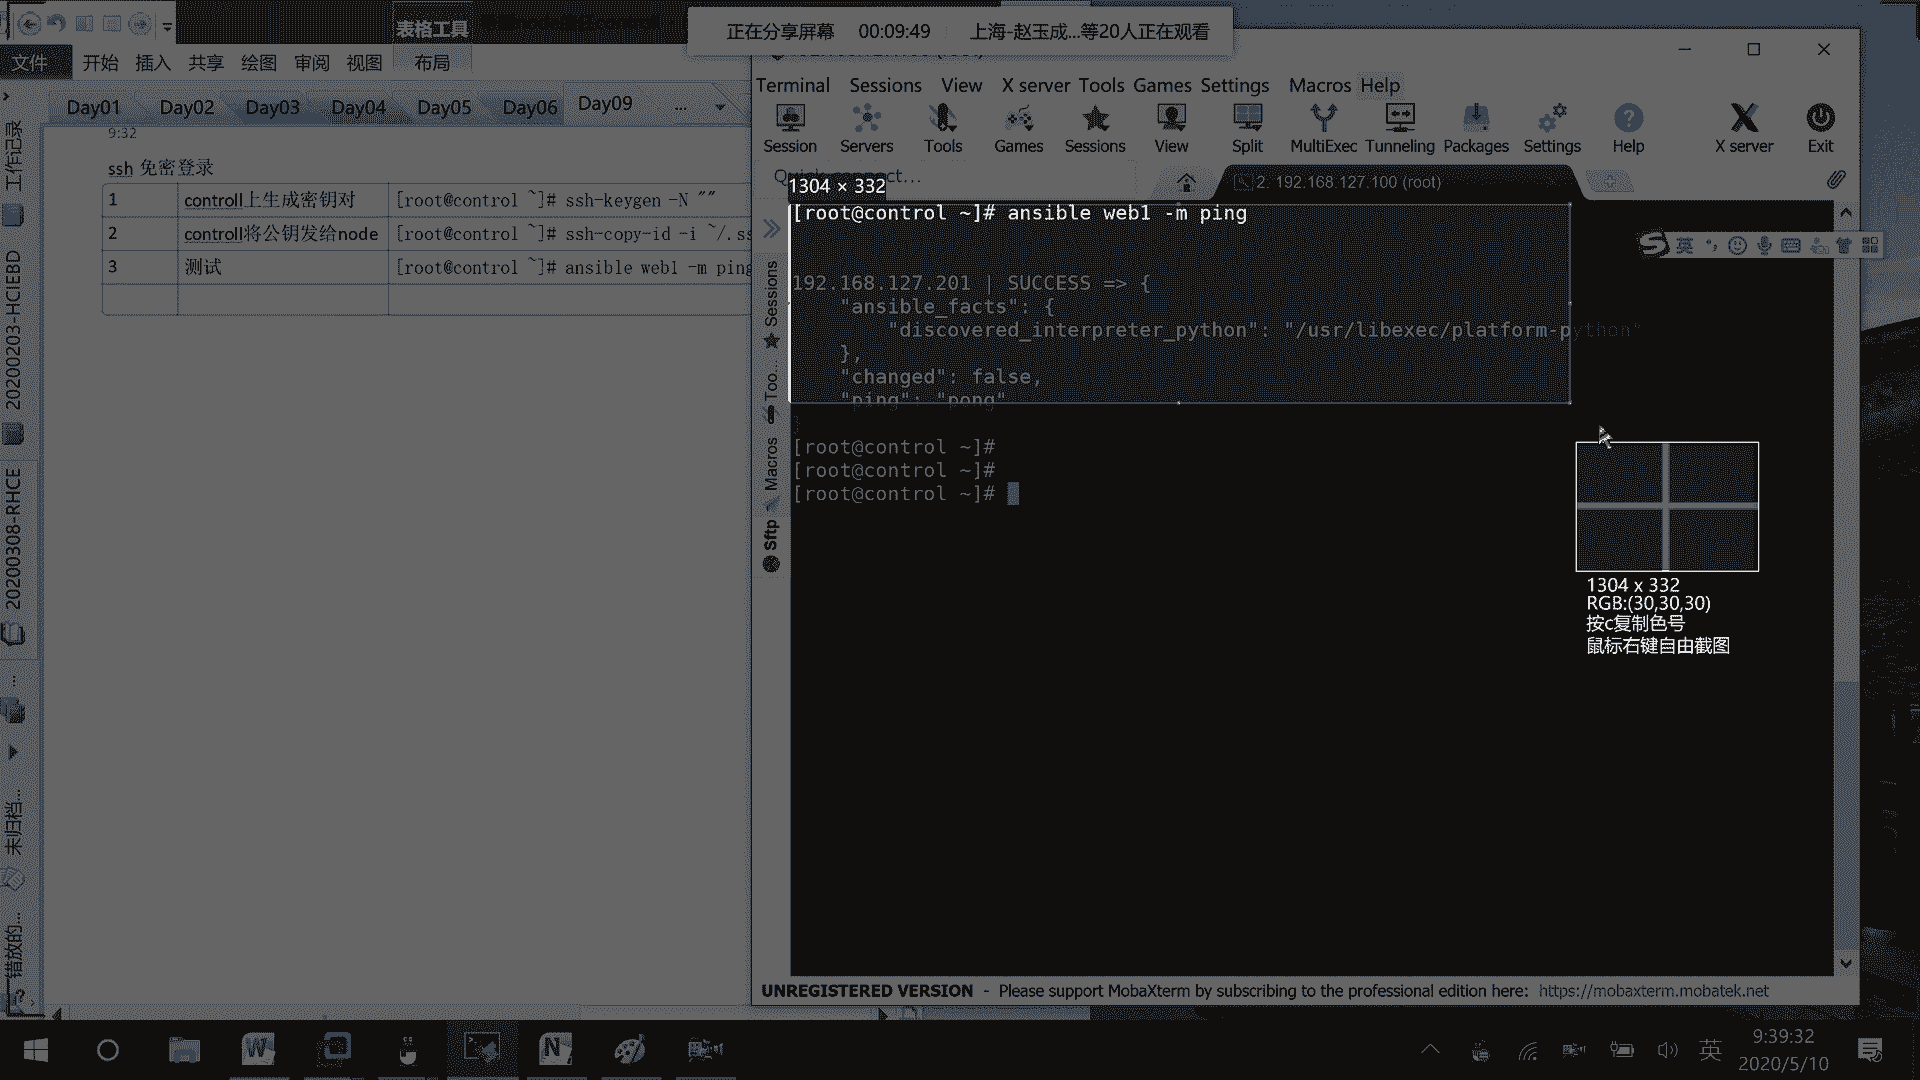 表格工具
正在分享屏幕 00:09:49 上海-赵玉成...等20人正在观看
文件 开始 插入 共享 绘图 审阅 视图 布局
Day01 Day02 Day03 Day04 Day05 Day06 Day09 ...
9:32
ssh 免密登录
1 controll上生成密钥对 [root@control ~]# ssh-keygen -N ""
2 controll将公钥发给node [root@control ~]# ssh-copy-id -i ~/.ss
3 测试 [root@control ~]# ansible web1 -m ping
工作记录
20200203-HCIEBD
20200308-RHCE
...
未归档...
错放的...
Terminal Sessions View X server Tools Games Settings Macros Help
Session Servers Tools Games Sessions View Split MultiExec Tunneling Packages Settings Help X server Exit
Quick connect...
2. 192.168.127.100 (root)
1304 × 332
Sessions
Too...
Macros
Sftp
[root@control ~]# ansible web1 -m ping
192.168.127.201 | SUCCESS => {
"ansible_facts": {
"discovered_interpreter_python": "/usr/libexec/platform-python"
},
"changed": false,
"ping": "pong"
}
[root@control ~]#
[root@control ~]#
[root@control ~]#
英
1304 x 332
RGB:(30,30,30)
按c复制色号
鼠标右键自由截图
UNREGISTERED VERSION - Please support MobaXterm by subscribing to the professional edition here: https://mobaxterm.mobatek.net
英
9:39:32
2020/5/10